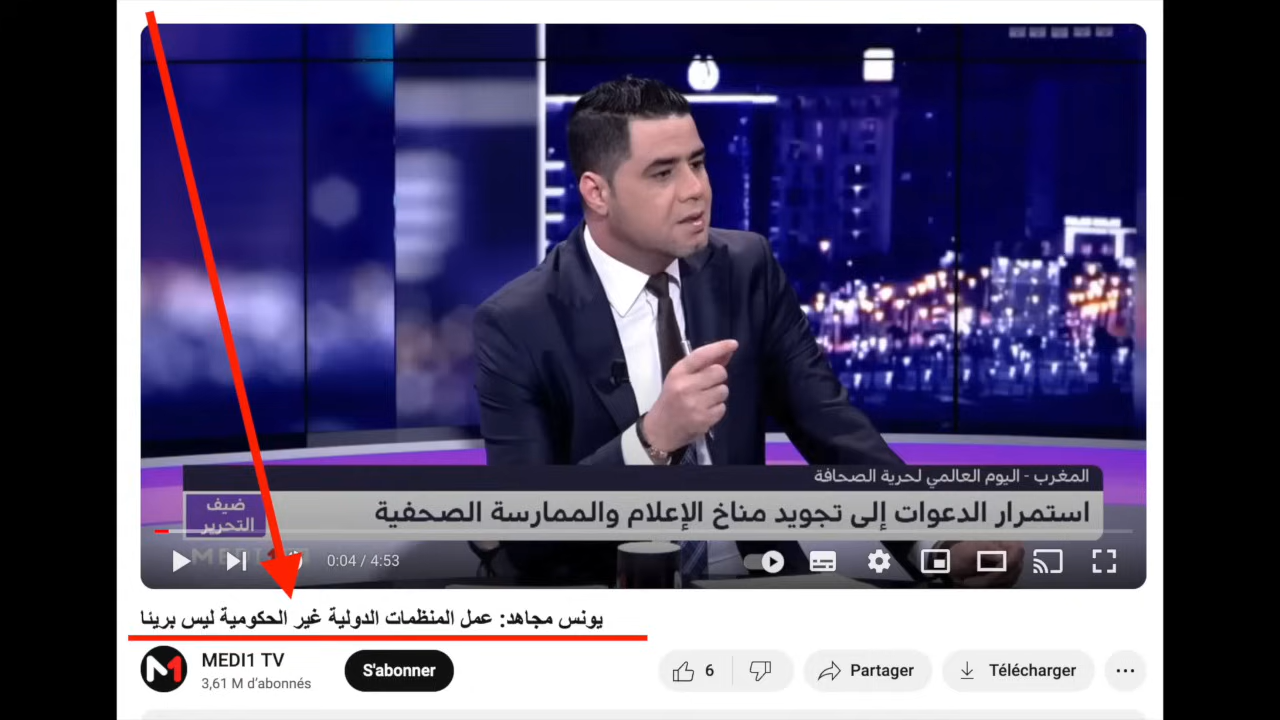 المغرب - اليوم العالمي لحرية الصحافة
استمرار الدعوات إلى تجويد مناخ الإعلام والممارسة الصحفية
ضيف
التحرير
0:04 / 4:53
يونس مجاهد: عمل المنظمات الدولية غير الحكومية ليس بريئا
MEDI1 TV
3,61 M d’abonnés
S'abonner
6
Partager
Télécharger